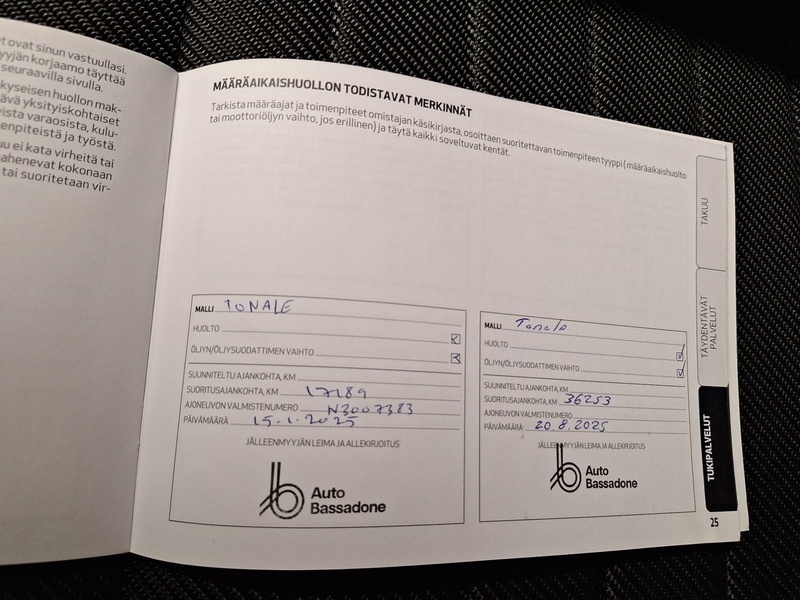 t ovat sinun vastuullasi.
yyjän korjaamo täyttää
seuraavilla sivulla.
kyseisen huollon mak-
ävä yksityiskohtaiset
vista varaosista, kulu-
enpiteistä ja työstä.
uu ei kata virheitä tai
pahenevat kokonaan
tai suoritetaan vir-
MÄÄRÄAIKAISHUOLLON TODISTAVAT MERKINNÄT
Tarkista määräajat ja toimenpiteet omistajan käsikirjasta, osoittaen suoritettavan toimenpiteen tyyppi (määräaikaishuolto
tai moottoriöljyn vaihto, jos erillinen) ja täytä kaikki soveltuvat kentät.
MALLI TONALE
HUOLTO
ÖLJYN/ÖLJYSUODATTIMEN VAIHTO
SUUNNITELTU AJANKOHTA, KM
SUORITUSAJANKOHTA, KM 17189
AJONEUVON VALMISTENUMERO N3007383
PÄIVÄMÄÄRÄ 15.1.2025
JÄLLEENMYYJÄN LEIMA JA ALLEKIRJOITUS
Auto
Bassadone
MALLI Tonale
HUOLTO
ÖLJYN/ÖLJYSUODATTIMEN VAIHTO
SUUNNITELTU AJANKOHTA, KM
SUORITUSAJANKOHTA, KM 36253
AJONEUVON VALMISTENUMERO
PÄIVÄMÄÄRÄ 20.8.2025
JÄLLEENMYYJÄN LEIMA JA ALLEKIRJOITUS
Auto
Bassadone
TAKUU
TÄYDENTÄVÄT
PALVELUT
TUKIPALVELUT
25